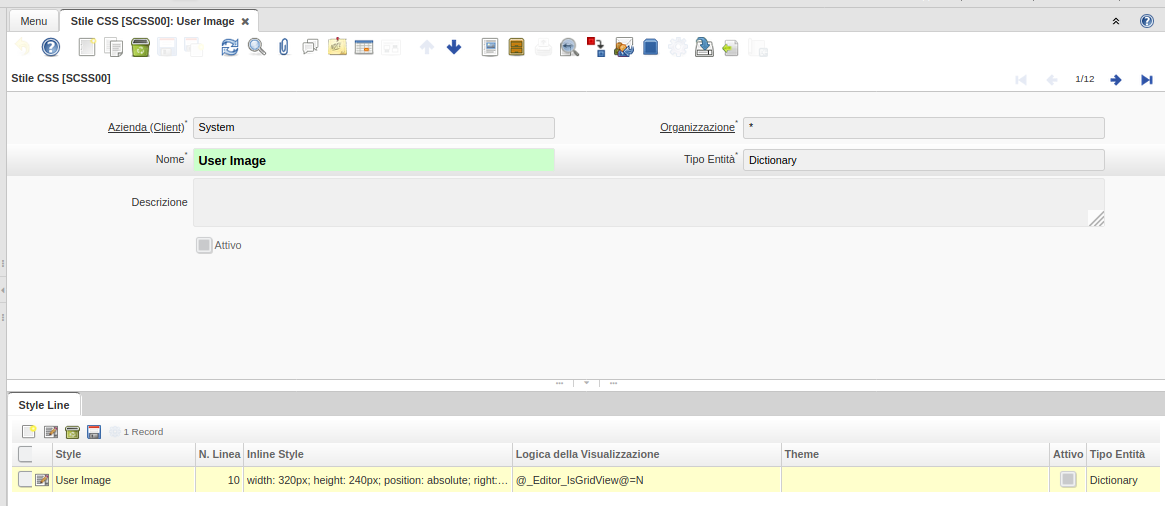 Menu
Stile CSS [SCSS00]: User Image
Stile CSS [SCSS00]
1/12
Azienda (Client)* System
Organizzazione* *
Nome* User Image
Tipo Entità* Dictionary
Descrizione
Attivo
Style Line
1 Record
Style N. Linea Inline Style Logica della Visualizzazione Theme Attivo Tipo Entità
User Image 10 width: 320px; height: 240px; position: absolute; right:... @_Editor_IsGridView@=N Dictionary